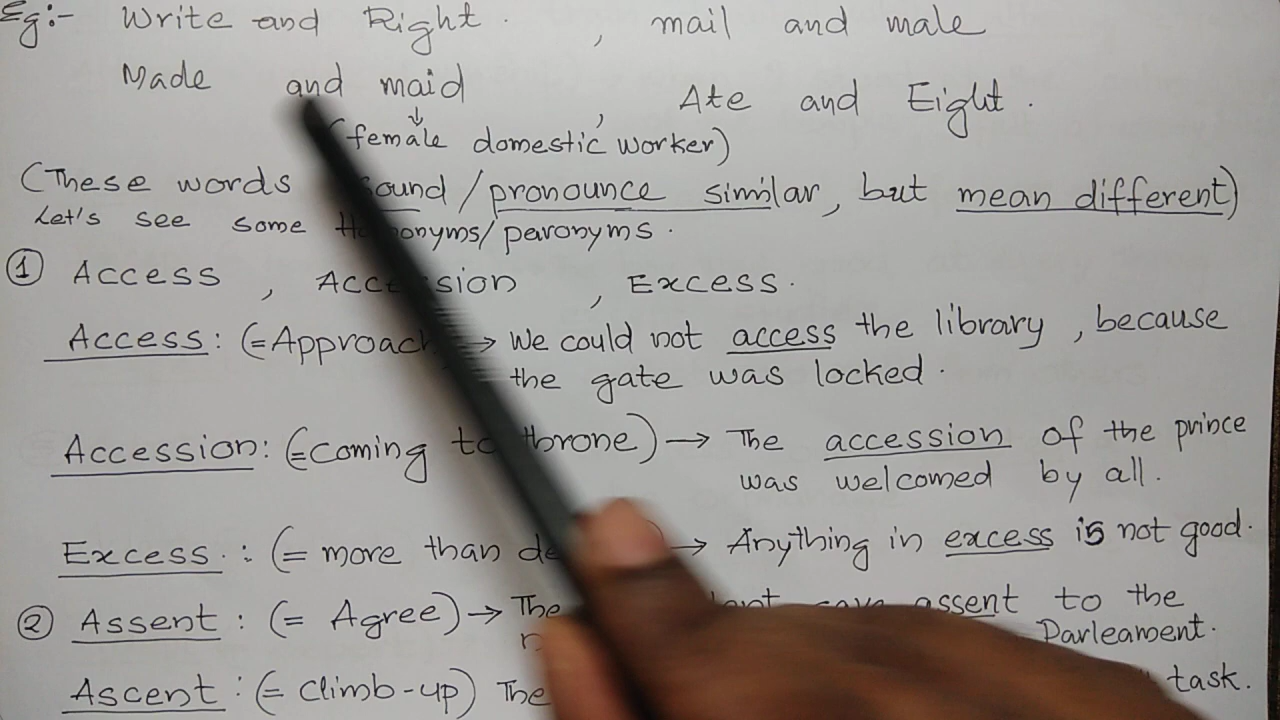 Eg:- Write and Right. , mail and male
Made and maid , Ate and Eight.
(female domestic worker)
(These words sound / pronounce similar, but mean different)
Let's see some / paronyms.
① Access , Accession , Excess.
Access: (=Approach → We could not access the library, because
the gate was locked.
Accession: (=coming to throne) → The accession of the prince
was welcomed by all.
Excess.: (= more than → Anything in excess is not good.
② Assent: (= Agree) → The gave assent to the
Parleament.
Ascent: (= climb-up) The task.